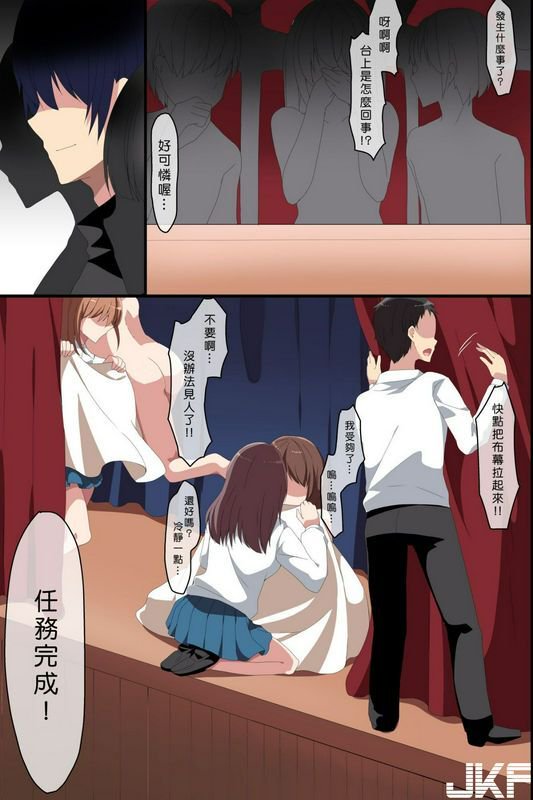 發生什麼事了？
呀啊啊
台上是怎麼回事!?
好可憐喔…
快點把布幕拉起來!!
不要啊…
沒辦法見人了!!
我受夠了…
嗚…嗚嗚…
還好嗎？
冷靜一點…
任務完成！
JKF